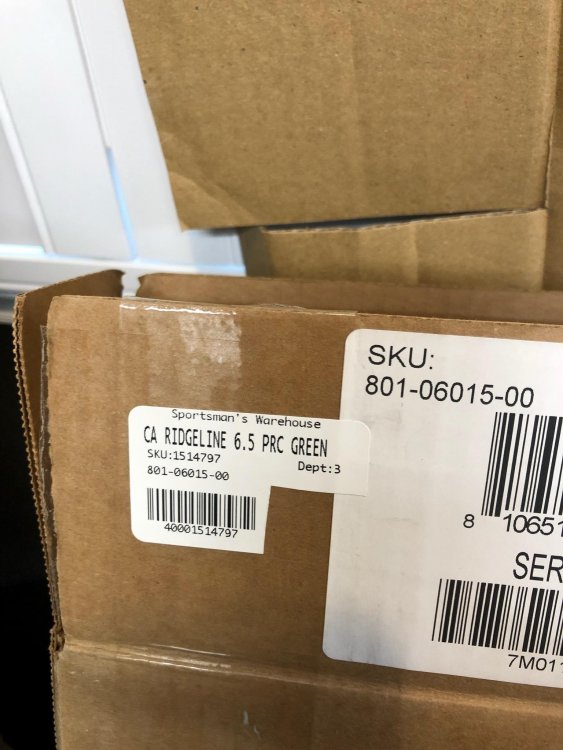 Sportsman's Warehouse
CA RIDGELINE 6.5 PRC GREEN
SKU:1514797
Dept:3
801-06015-00
40001514797
SKU:
801-06015-00
8 10651
SER
7M011